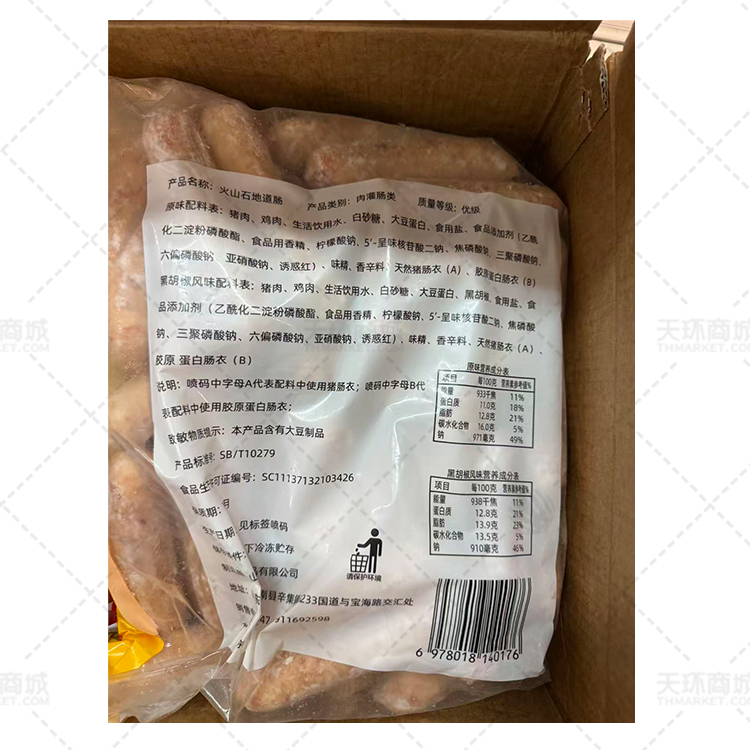 产品名称：火山石地道肠 产品类别：肉灌肠类 质量等级：优级
原味配料表：猪肉、鸡肉、生活饮用水、白砂糖、大豆蛋白、食用盐、食品添加剂（乙酰
化二淀粉磷酸酯、食品用香精、柠檬酸钠、5'-呈味核苷酸二钠、焦磷酸钠、三聚磷酸钠、
六偏磷酸钠、亚硝酸钠、诱惑红）、味精、香辛料、天然猪肠衣（A）、胶原蛋白肠衣（B）
黑胡椒风味配料表：猪肉、鸡肉、生活饮用水、白砂糖、大豆蛋白、黑胡椒、食用盐、食
品添加剂（乙酰化二淀粉磷酸酯、食品用香精、柠檬酸钠、5'-呈味核苷酸二钠、焦磷酸
钠、三聚磷酸钠、六偏磷酸钠、亚硝酸钠、诱惑红）、味精、香辛料、天然猪肠衣（A）、
胶原 蛋白肠衣（B）
说明：喷码中字母A代表配料中使用猪肠衣；喷码中字母B代
表配料中使用胶原蛋白肠衣；
致敏物质提示：本产品含有大豆制品
产品标准号：SB/T10279
食品生产许可证编号：SC11137132103426
保质期：
见标签喷码
下冷冻贮存
品有限公司
地址：
南县辛集镇233国道与宝海路交汇处
11692598
原味营养成分表
项目 每100克 营养素参考值%
能量 933千焦 11%
蛋白质 11.0克 18%
脂肪 12.8克 21%
碳水化合物 16.0克 5%
钠 971毫克 49%
黑胡椒风味营养成分表
项目 每100克 营养素参考值%
能量 938千焦 11%
蛋白质 12.8克 21%
脂肪 13.9克 23%
碳水化合物 13.5克 5%
钠 910毫克 46%
请保护环境
6 978018 140176
天环商城
THMARKET.COM